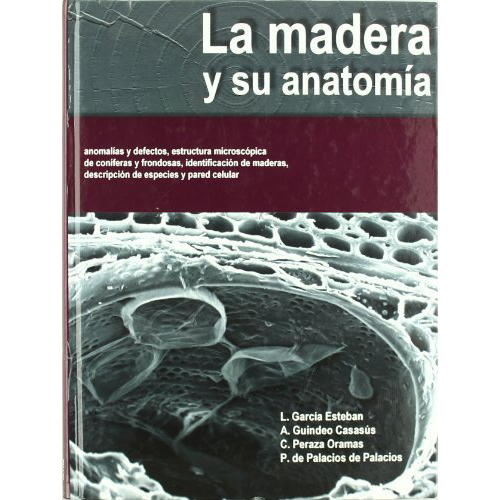 La madera
y su anatomía
anomalías y defectos, estructura microscópica
de coníferas y frondosas, identificación de maderas,
descripción de especies y pared celular
L. García Esteban
A. Guindeo Casasús
C. Peraza Oramas
P. de Palacios de Palacios